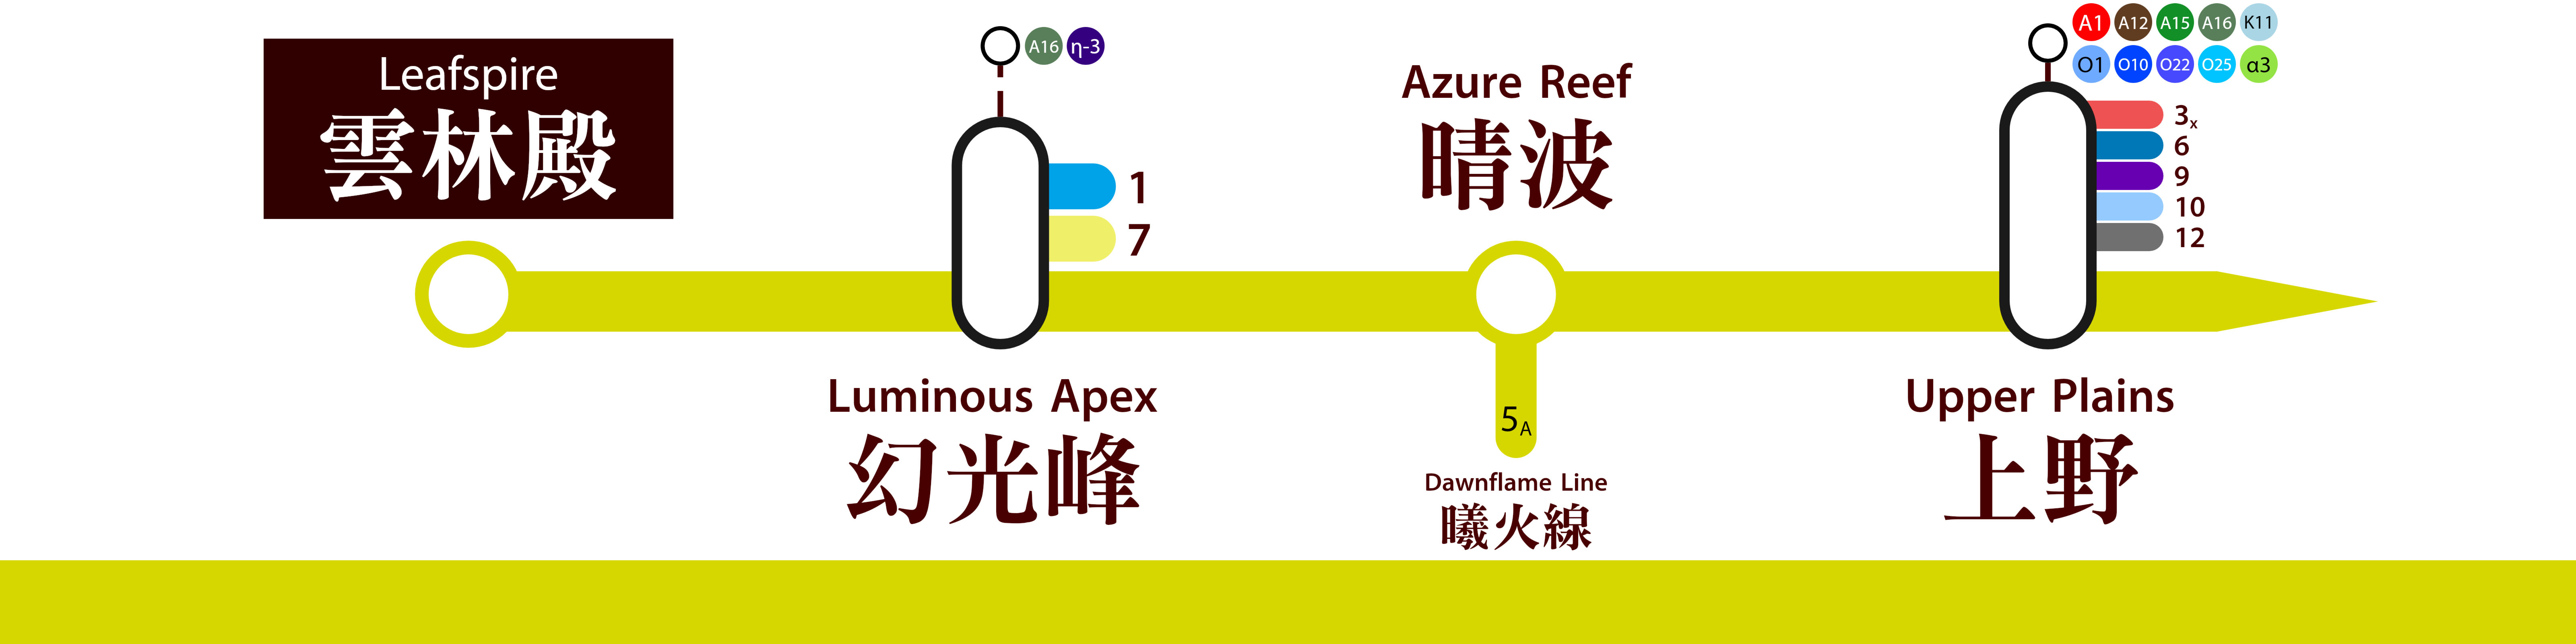 Leafspire
雲林殿
A16 η-3
1
7
Luminous Apex
幻光峰
Azure Reef
晴波
5A
Dawnflame Line
曦火線
A1 A12 A15 A16 K11
O1 O10 O22 O25 α3
3x
6
9
10
12
Upper Plains
上野